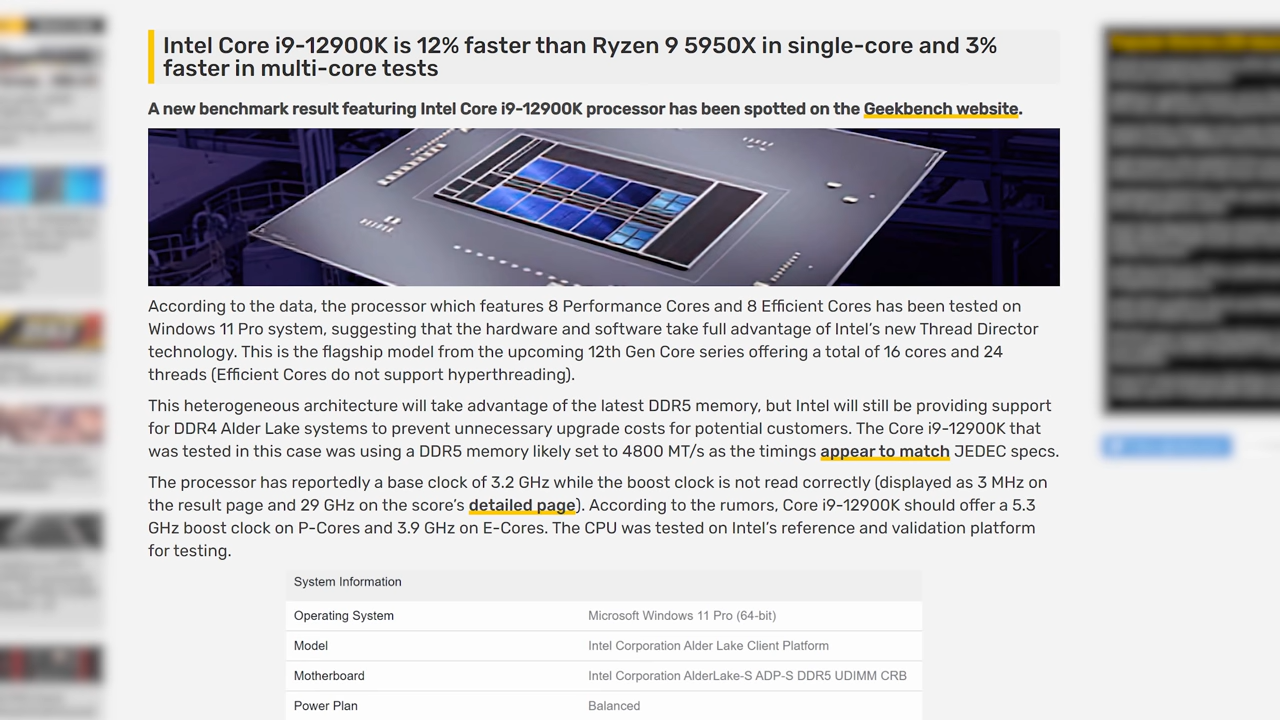 Intel Core i9-12900K is 12% faster than Ryzen 9 5950X in single-core and 3%
faster in multi-core tests
A new benchmark result featuring Intel Core i9-12900K processor has been spotted on the Geekbench website.
According to the data, the processor which features 8 Performance Cores and 8 Efficient Cores has been tested on
Windows 11 Pro system, suggesting that the hardware and software take full advantage of Intel's new Thread Director
technology. This is the flagship model from the upcoming 12th Gen Core series offering a total of 16 cores and 24
threads (Efficient Cores do not support hyperthreading).
This heterogeneous architecture will take advantage of the latest DDR5 memory, but Intel will still be providing support
for DDR4 Alder Lake systems to prevent unnecessary upgrade costs for potential customers. The Core i9-12900K that
was tested in this case was using a DDR5 memory likely set to 4800 MT/s as the timings appear to match JEDEC specs.
The processor has reportedly a base clock of 3.2 GHz while the boost clock is not read correctly (displayed as 3 MHz on
the result page and 29 GHz on the score's detailed page). According to the rumors, Core i9-12900K should offer a 5.3
GHz boost clock on P-Cores and 3.9 GHz on E-Cores. The CPU was tested on Intel's reference and validation platform
for testing.
System Information
Operating System Microsoft Windows 11 Pro (64-bit)
Model Intel Corporation Alder Lake Client Platform
Motherboard Intel Corporation AlderLake-S ADP-S DDR5 UDIMM CRB
Power Plan Balanced